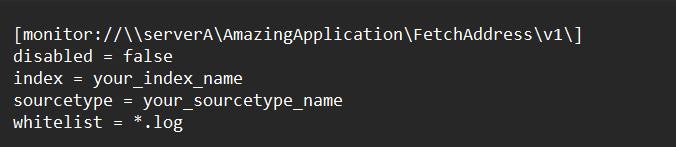 [monitor://\\serverA\AmazingApplication\FetchAddress\v1\]
disabled = false
index = your_index_name
sourcetype = your_sourcetype_name
whitelist = *.log